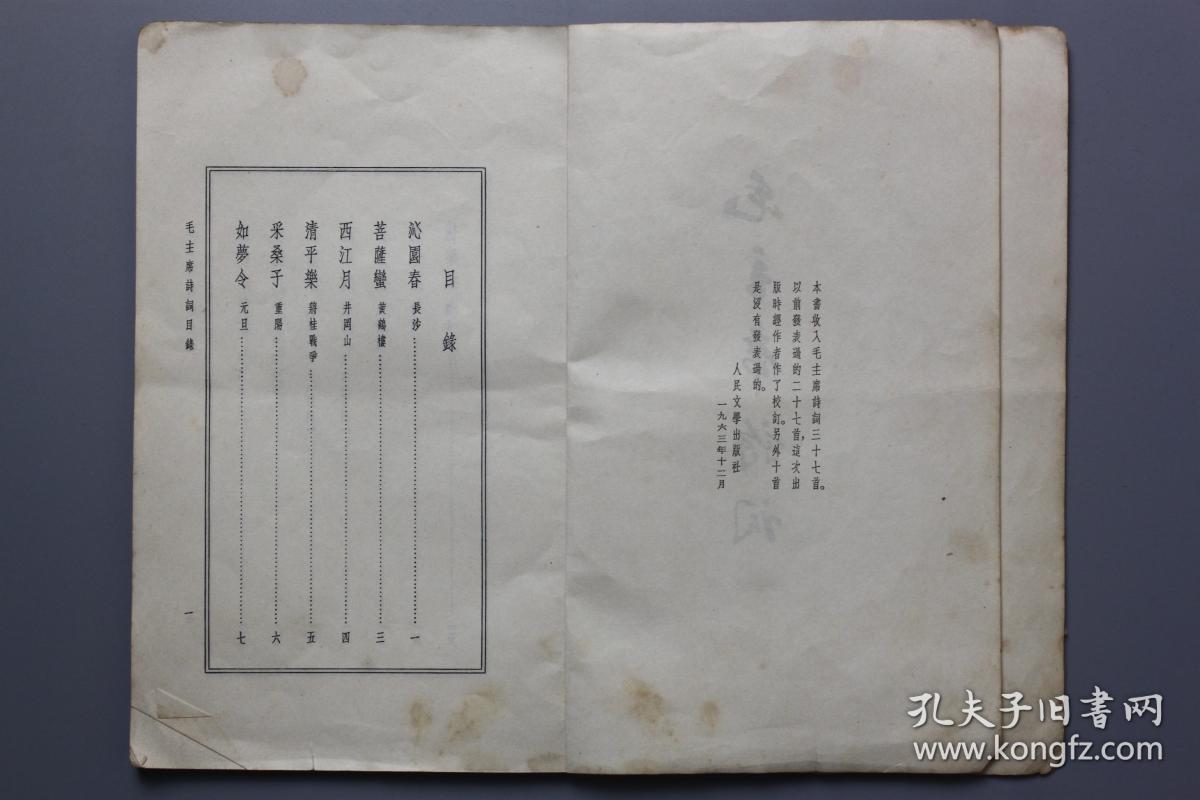 本書收入毛主席詩詞三十七首。
以前發表過的二十七首，這次出
版時經作者作了校訂。另外十首
是沒有發表過的。
人民文學出版社
一九六三年十二月
目錄
沁園春 長沙……一
菩薩蠻 黃鶴樓……三
西江月 井岡山……四
清平樂 蔣桂戰爭……五
采桑子 重陽……六
如夢令 元旦……七
毛主席詩詞目錄
一
孔夫子旧書网
www.kongfz.com